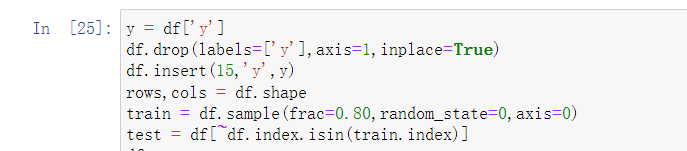 In [25]: y = df['y']
df.drop(labels=['y'],axis=1,inplace=True)
df.insert(15,'y',y)
rows,cols = df.shape
train = df.sample(frac=0.80,random_state=0,axis=0)
test = df[~df.index.isin(train.index)]